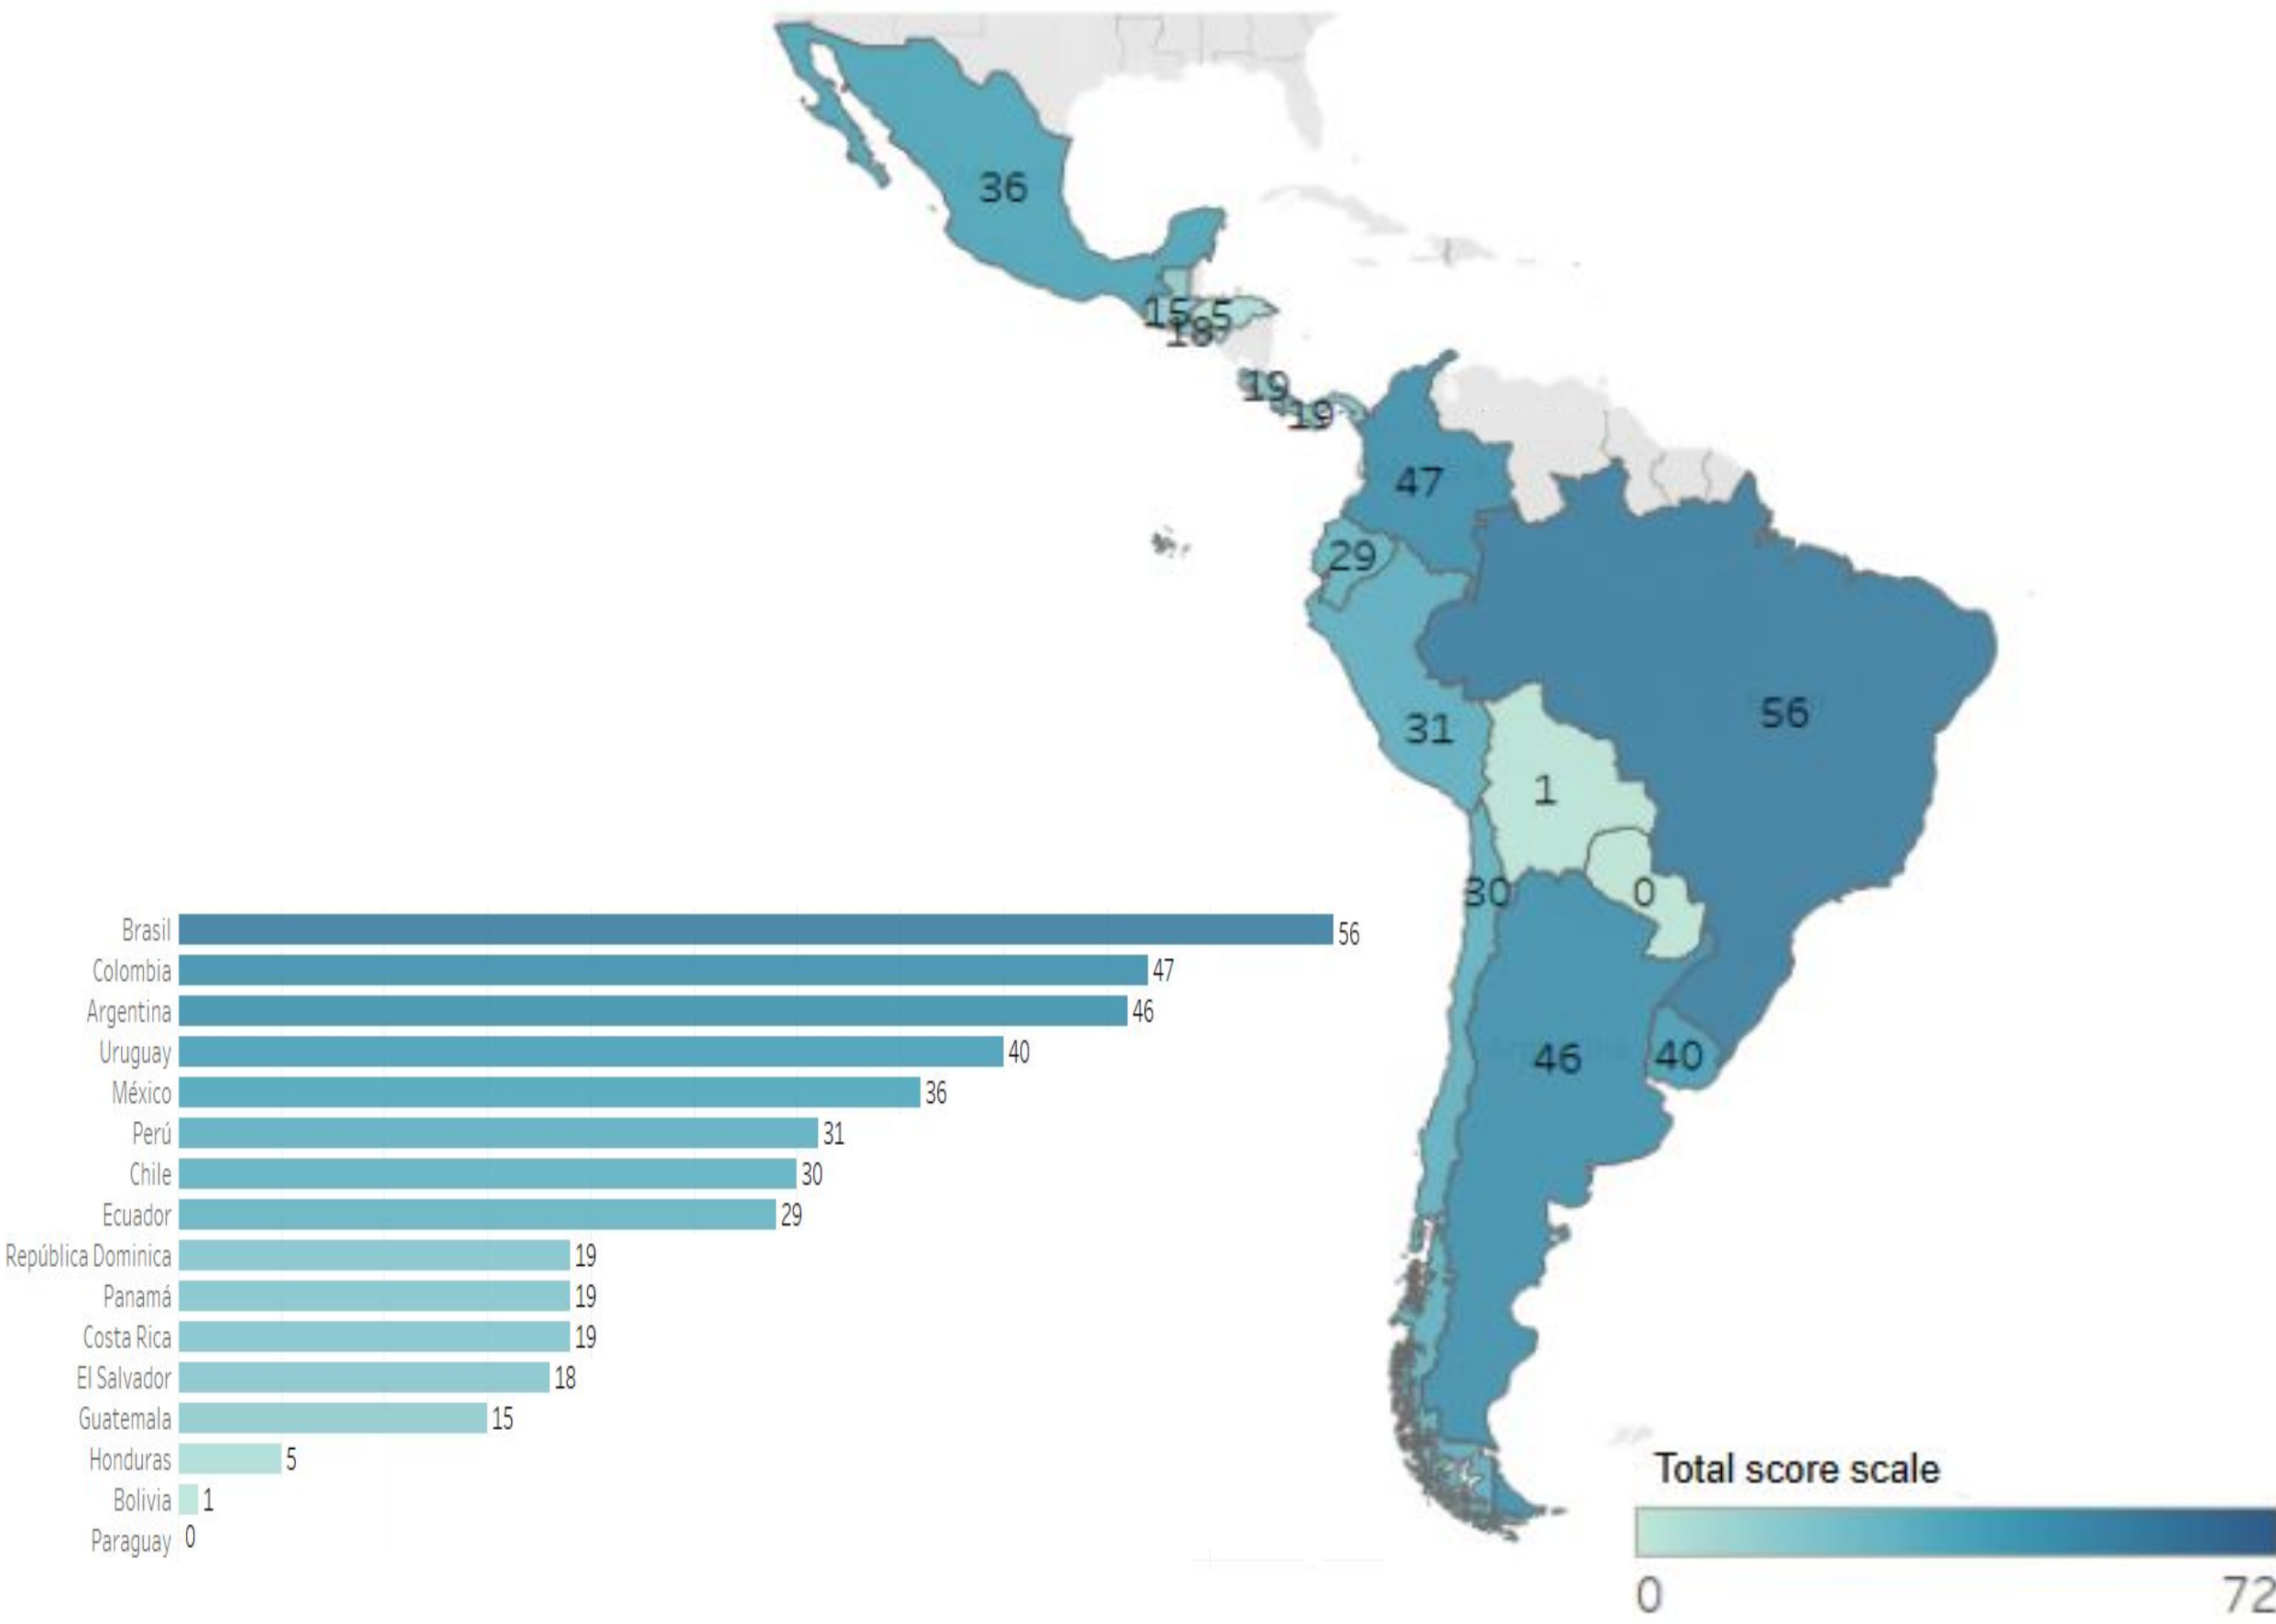 36
15
5
18
19
19
47
29
56
31
1
30
0
46
40
Brasil 56
Colombia 47
Argentina 46
Uruguay 40
México 36
Perú 31
Chile 30
Ecuador 29
República Dominica 19
Panamá 19
Costa Rica 19
El Salvador 18
Guatemala 15
Honduras 5
Bolivia 1
Paraguay 0
Total score scale
0 72